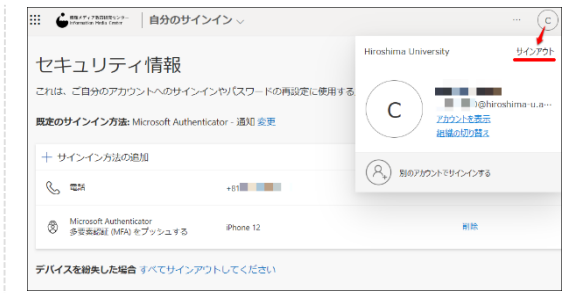 情報メディア教育研究センター
Information Media Center
自分のサインイン
...
C
Hiroshima University
サインアウト
セキュリティ情報
これは、ご自分のアカウントへのサインインやパスワードの再設定に使用する
C
)@hiroshima-u.a...
アカウントを表示
組織の切り替え
既定のサインイン方法: Microsoft Authenticator - 通知 変更
+ サインイン方法の追加
別のアカウントでサインインする
電話
+81
Microsoft Authenticator
多要素認証 (MFA) をプッシュする
iPhone 12
削除
デバイスを紛失した場合 すべてサインアウトしてください